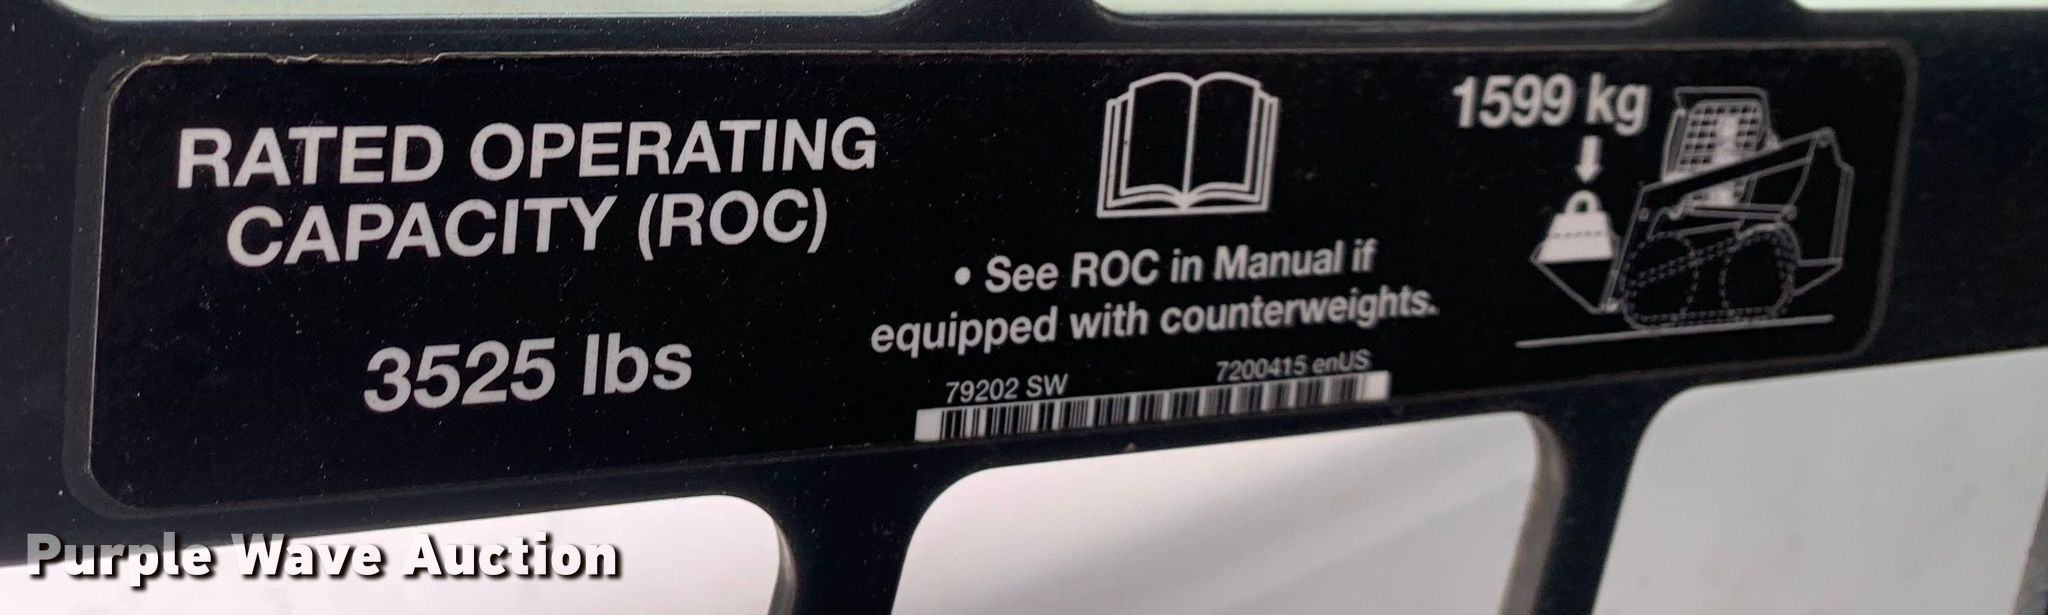 RATED OPERATING
CAPACITY (ROC)
3525 lbs
• See ROC in Manual if
equipped with counterweights.
79202 SW 7200415 enUS
1599 kg
Purple Wave Auction